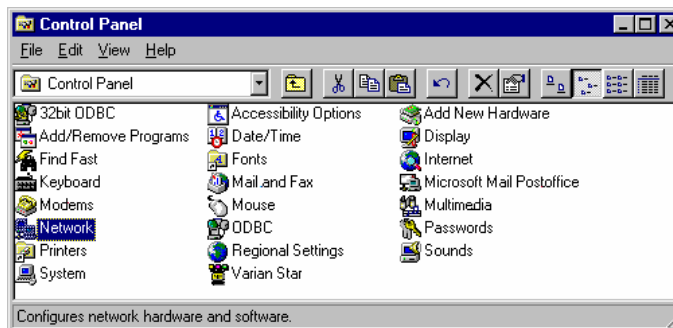 Control Panel
File Edit View Help
Control Panel
32bit ODBC Accessibility Options Add New Hardware
Add/Remove Programs Date/Time Display
Find Fast Fonts Internet
Keyboard Mail and Fax Microsoft Mail Postoffice
Modems Mouse Multimedia
Network ODBC Passwords
Printers Regional Settings Sounds
System Varian Star
Configures network hardware and software.